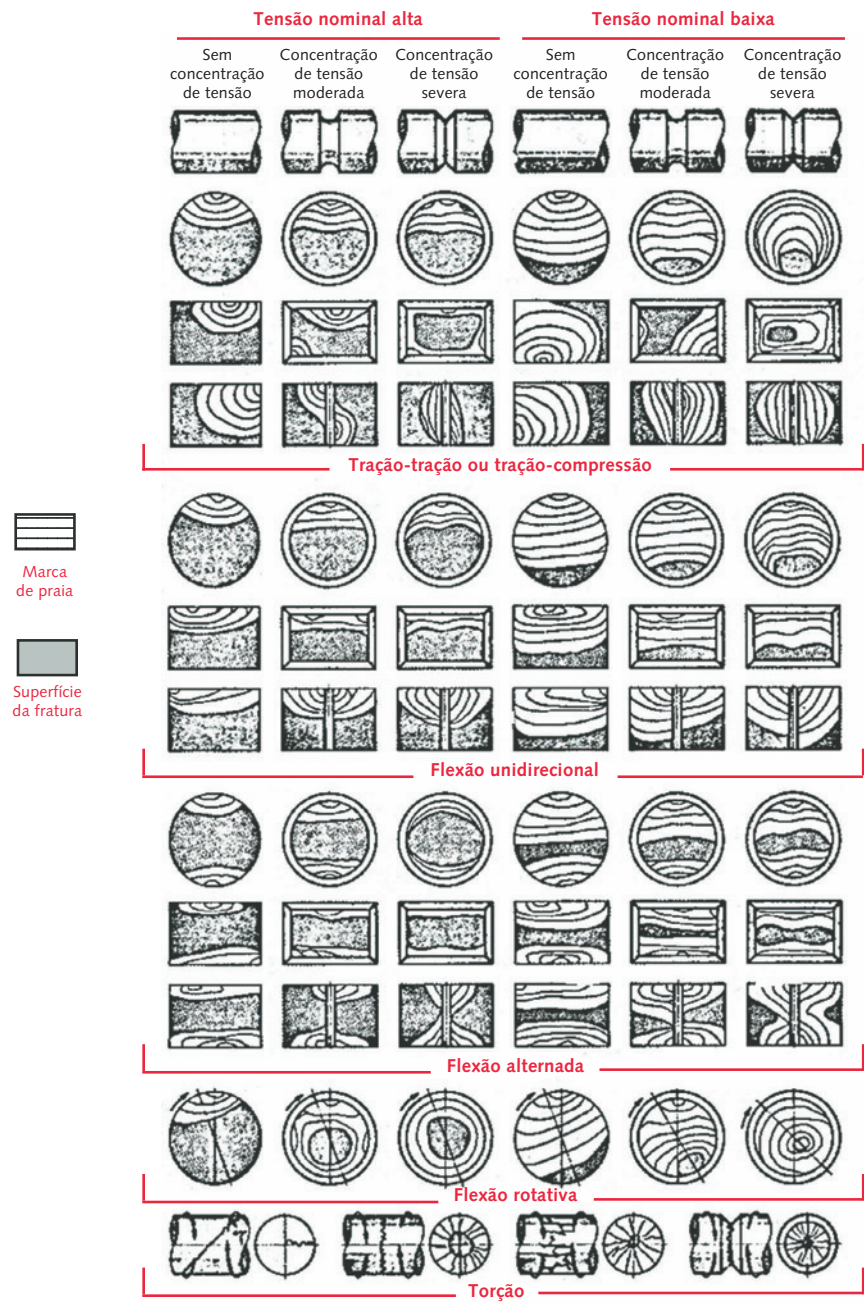 Tensão nominal alta
Tensão nominal baixa
Sem
concentração
de tensão
Concentração
de tensão
moderada
Concentração
de tensão
severa
Sem
concentração
de tensão
Concentração
de tensão
moderada
Concentração
de tensão
severa
Tração-tração ou tração-compressão
Marca
de praia
Superfície
da fratura
Flexão unidirecional
Flexão alternada
Flexão rotativa
Torção